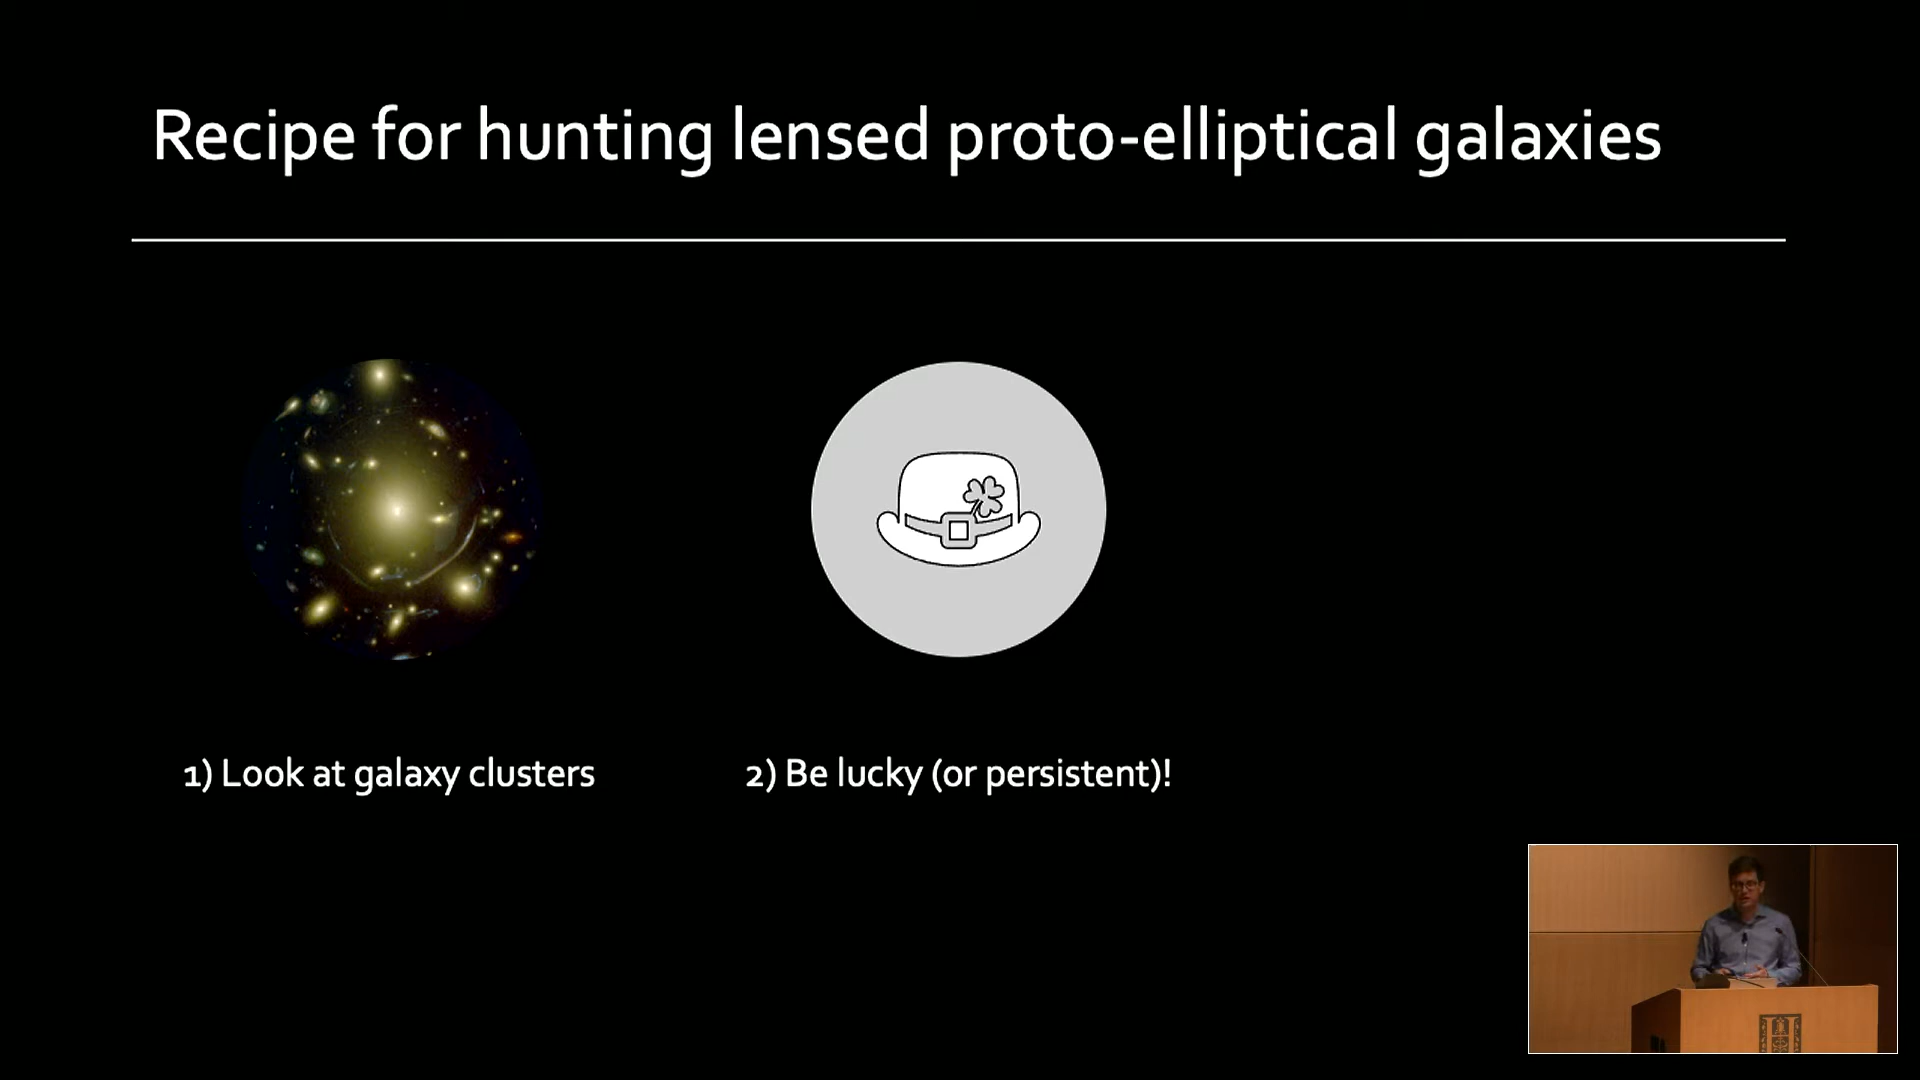 Recipe for hunting lensed proto-elliptical galaxies
1) Look at galaxy clusters
2) Be lucky (or persistent)!